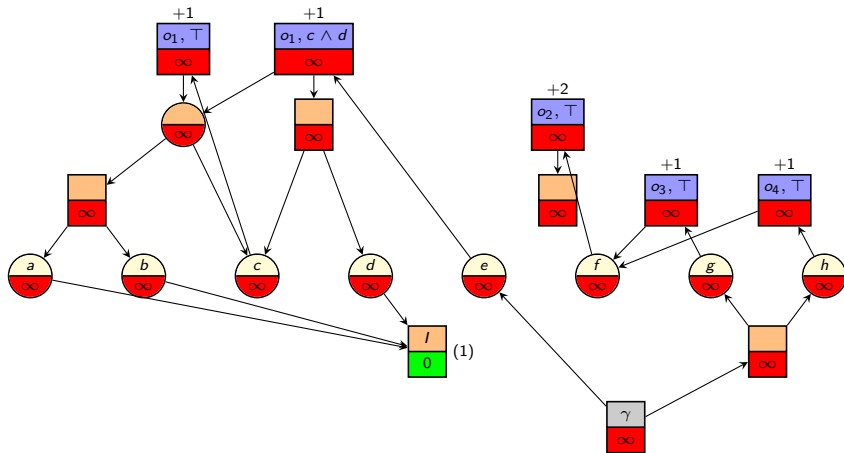 +1 +1
o₁, ⊤ o₁, c ∧ d
∞ ∞
+2
o₂, ⊤
∞ ∞ ∞
+1 +1
o₃, ⊤ o₄, ⊤
∞ ∞ ∞ ∞
a b c d e f g h
∞ ∞ ∞ ∞ ∞ ∞ ∞ ∞
I
(1)
0 ∞
γ
∞